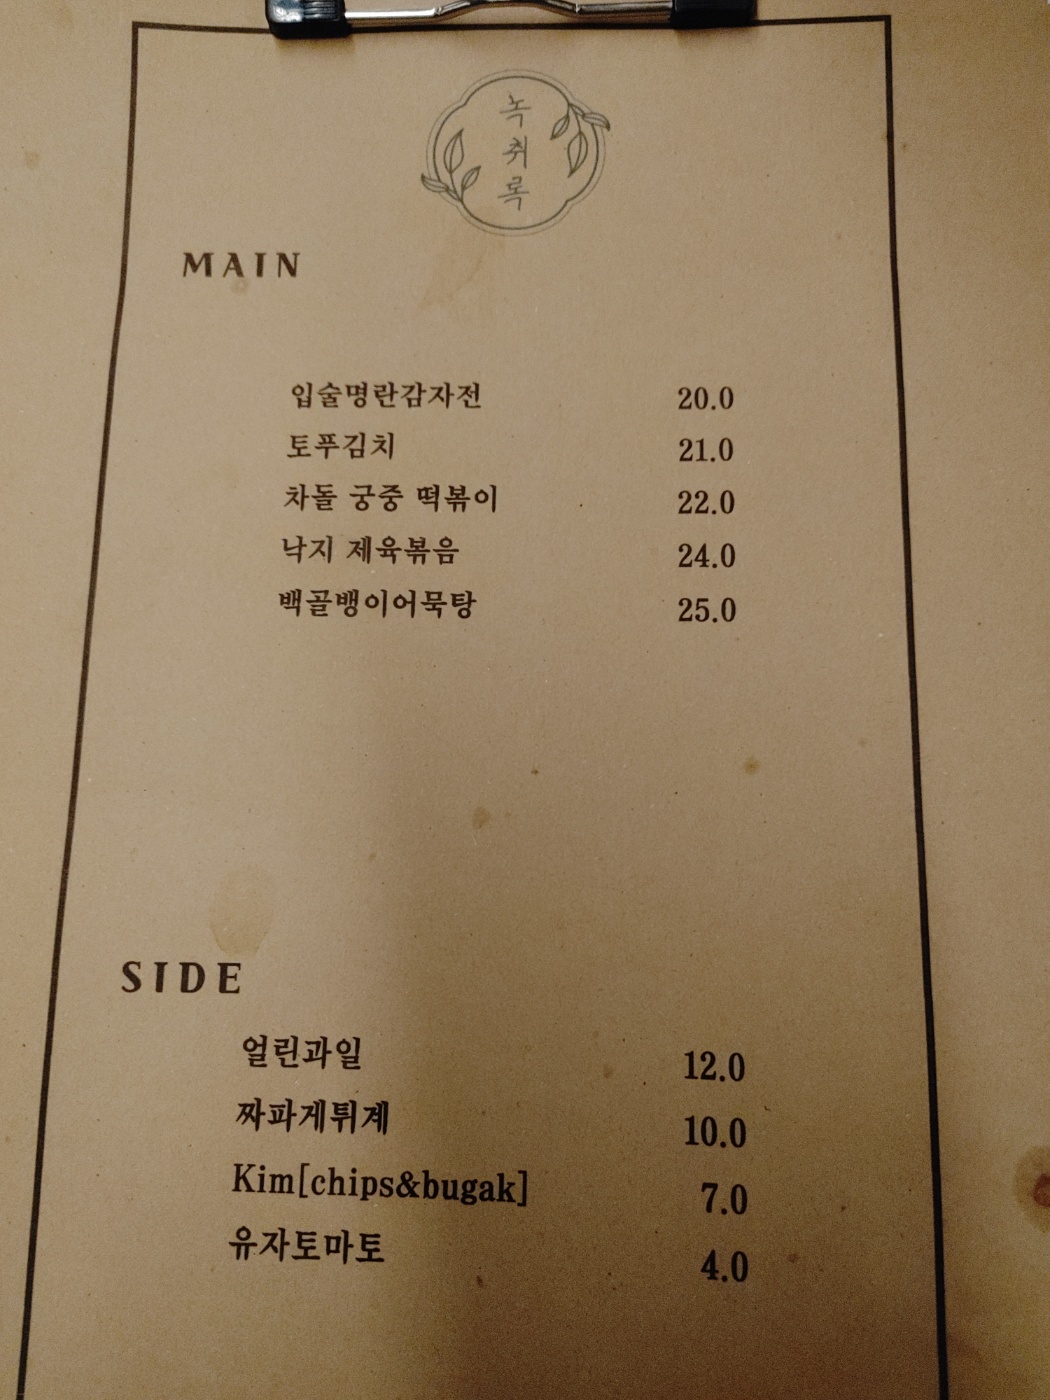 녹
취
록
MAIN
입술명란감자전 20.0
토푸김치 21.0
차돌 궁중 떡볶이 22.0
낙지 제육볶음 24.0
백골뱅이어묵탕 25.0
SIDE
얼린과일 12.0
짜파게튀계 10.0
Kim[chips&bugak] 7.0
유자토마토 4.0